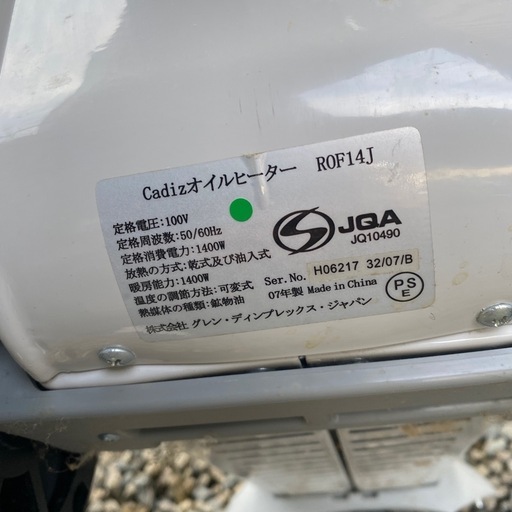 Cadizオイルヒーター ROF14J
定格電圧:100V
定格周波数:50/60Hz
定格消費電力:1400W
放熱の方式:乾式及び油入式
暖房能力:1400W
温度の調節方法:可変式
熱媒体の種類:鉱物油
JQA
JQ10490
Ser.No. H06217 32/07/B
07年製 Made in China
PS
E
株式会社 グレン・ディンプレックス・ジャパン